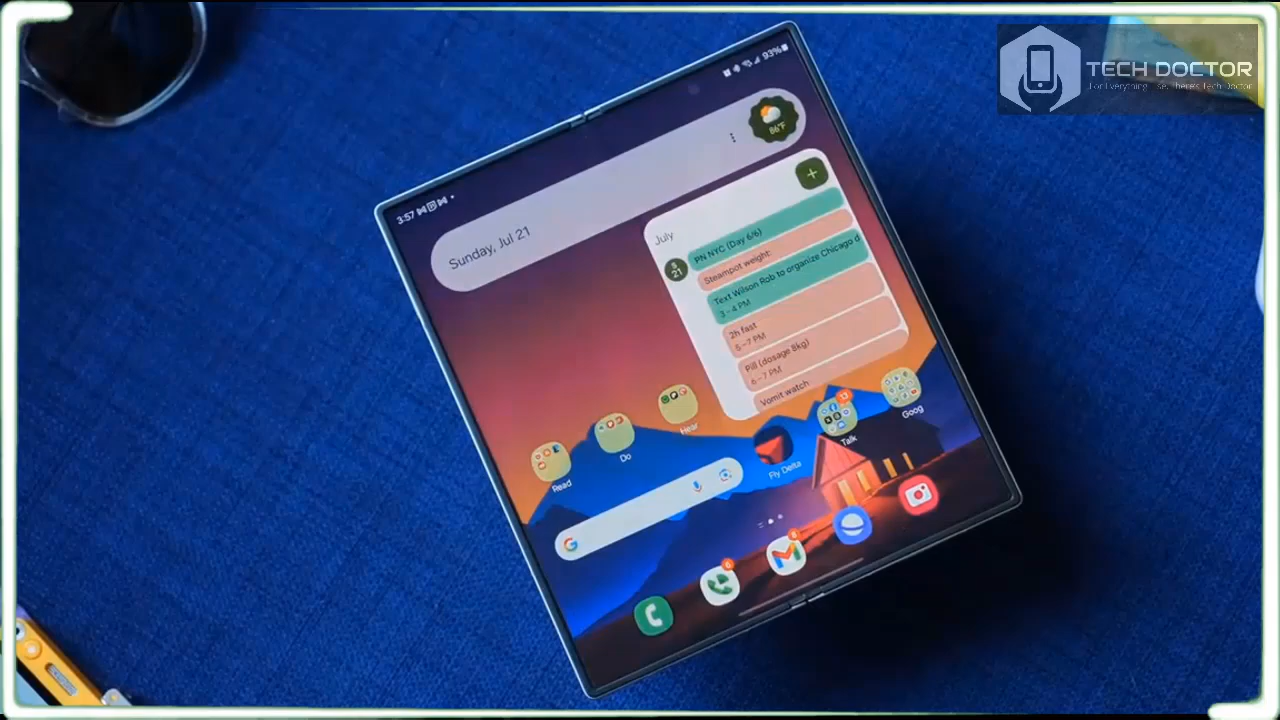 TECH DOCTOR
3:57
93%
Sunday, Jul 21
86°F
July
S
21
PN NYC (Day 6/6)
Steampot weight:
Text Wilson Rob to organize Chicago d
3–4 PM
2h fast
5–7 PM
Pill (dosage 8kg)
6–7 PM
Vomit watch
Read
Do
Hear
Fly Delta
Talk
Goog